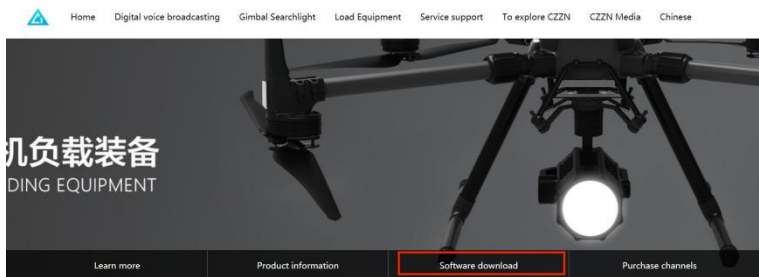 Home Digital voice broadcasting Gimbal Searchlight Load Equipment Service support To explore CZZN CZZN Media Chinese
机负载装备
DING EQUIPMENT
Learn more Product information Software download Purchase channels